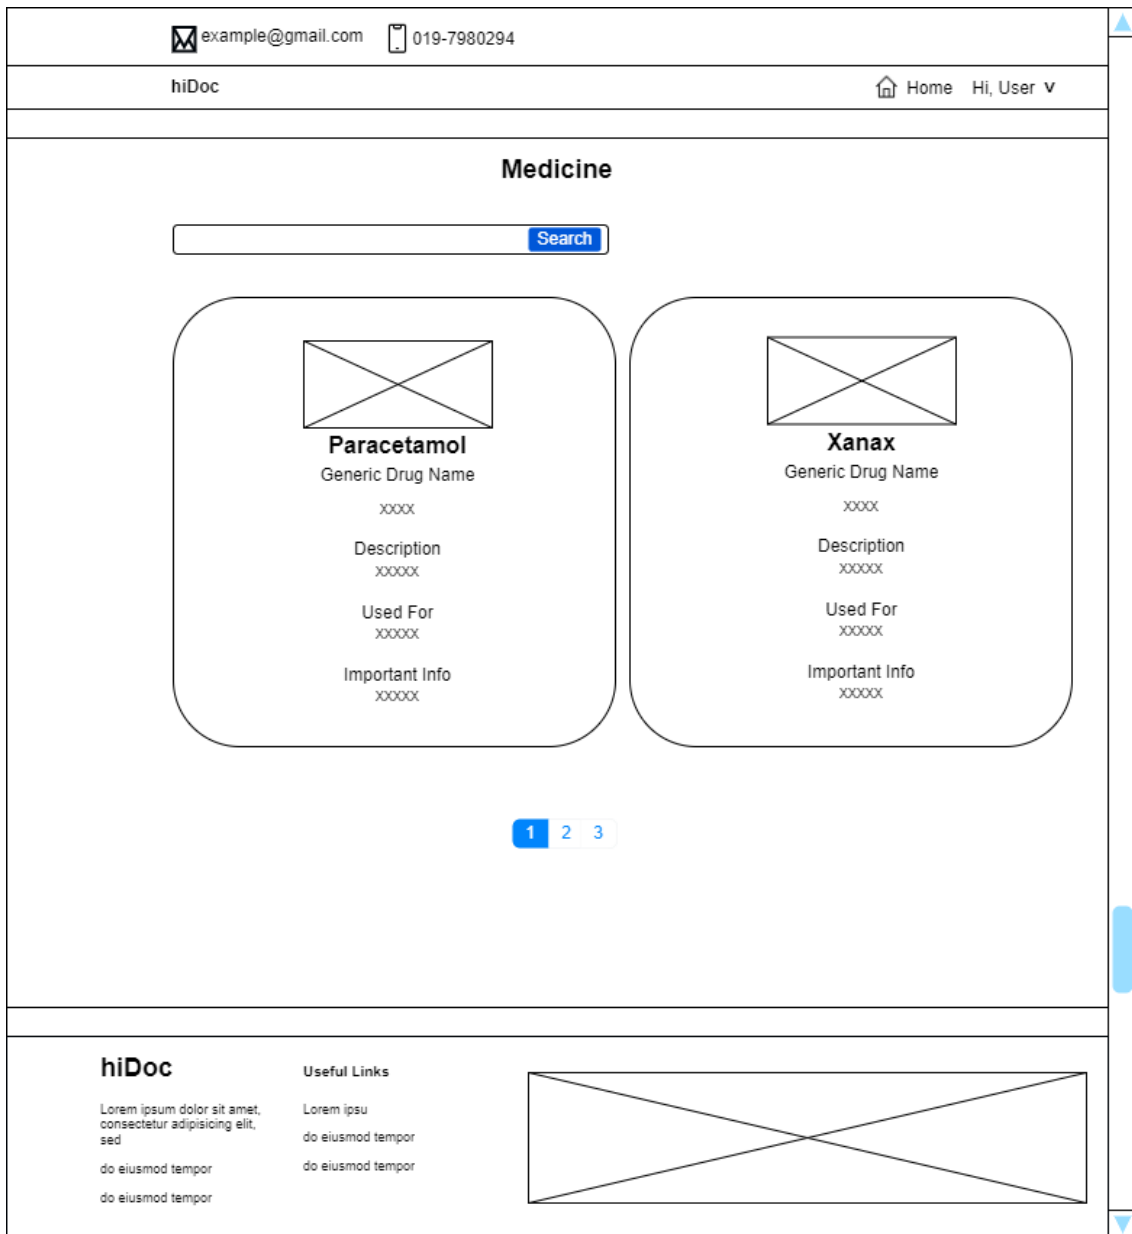 example@gmail.com 019-7980294
hiDoc Home Hi, User v
Medicine
Search
Paracetamol
Generic Drug Name
XXXX
Description
XXXXX
Used For
XXXXX
Important Info
XXXXX
Xanax
Generic Drug Name
XXXX
Description
XXXXX
Used For
XXXXX
Important Info
XXXXX
1 2 3
hiDoc
Lorem ipsum dolor sit amet,
consectetur adipisicing elit,
sed
do eiusmod tempor
do eiusmod tempor
Useful Links
Lorem ipsu
do eiusmod tempor
do eiusmod tempor